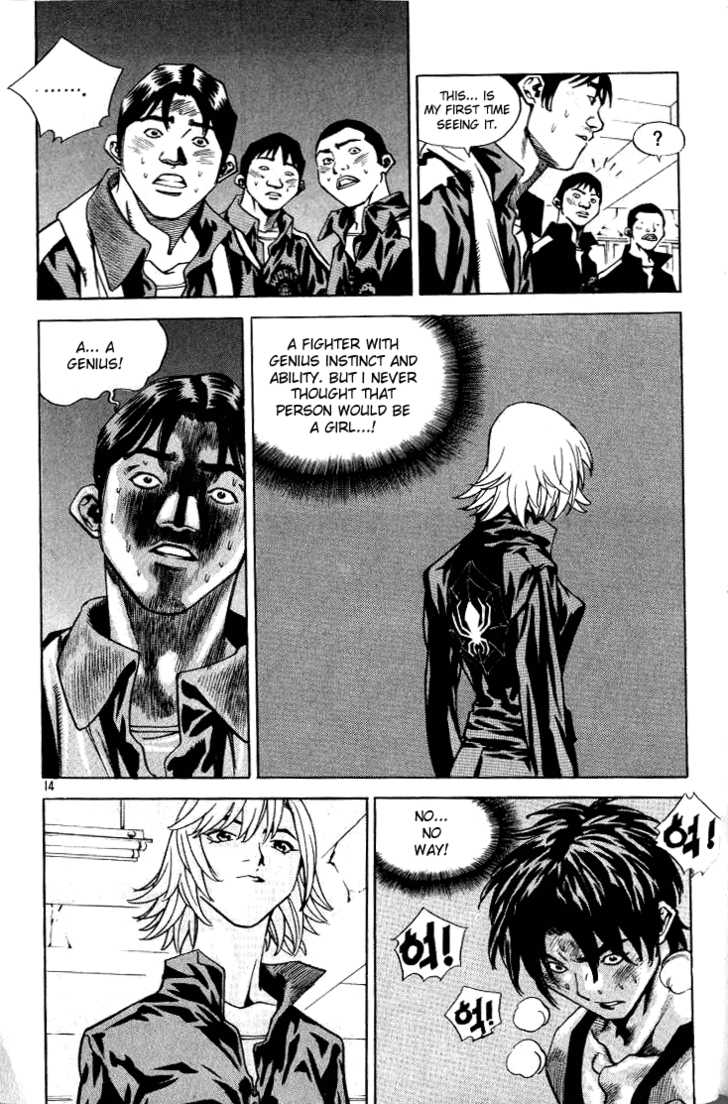 ........
THIS... IS
MY FIRST TIME
SEEING IT.
?
A... A
GENIUS!
A FIGHTER WITH
GENIUS INSTINCT AND
ABILITY. BUT I NEVER
THOUGHT THAT
PERSON WOULD BE
A GIRL...!
14
NO...
NO
WAY!
헉!
헉!
헉!